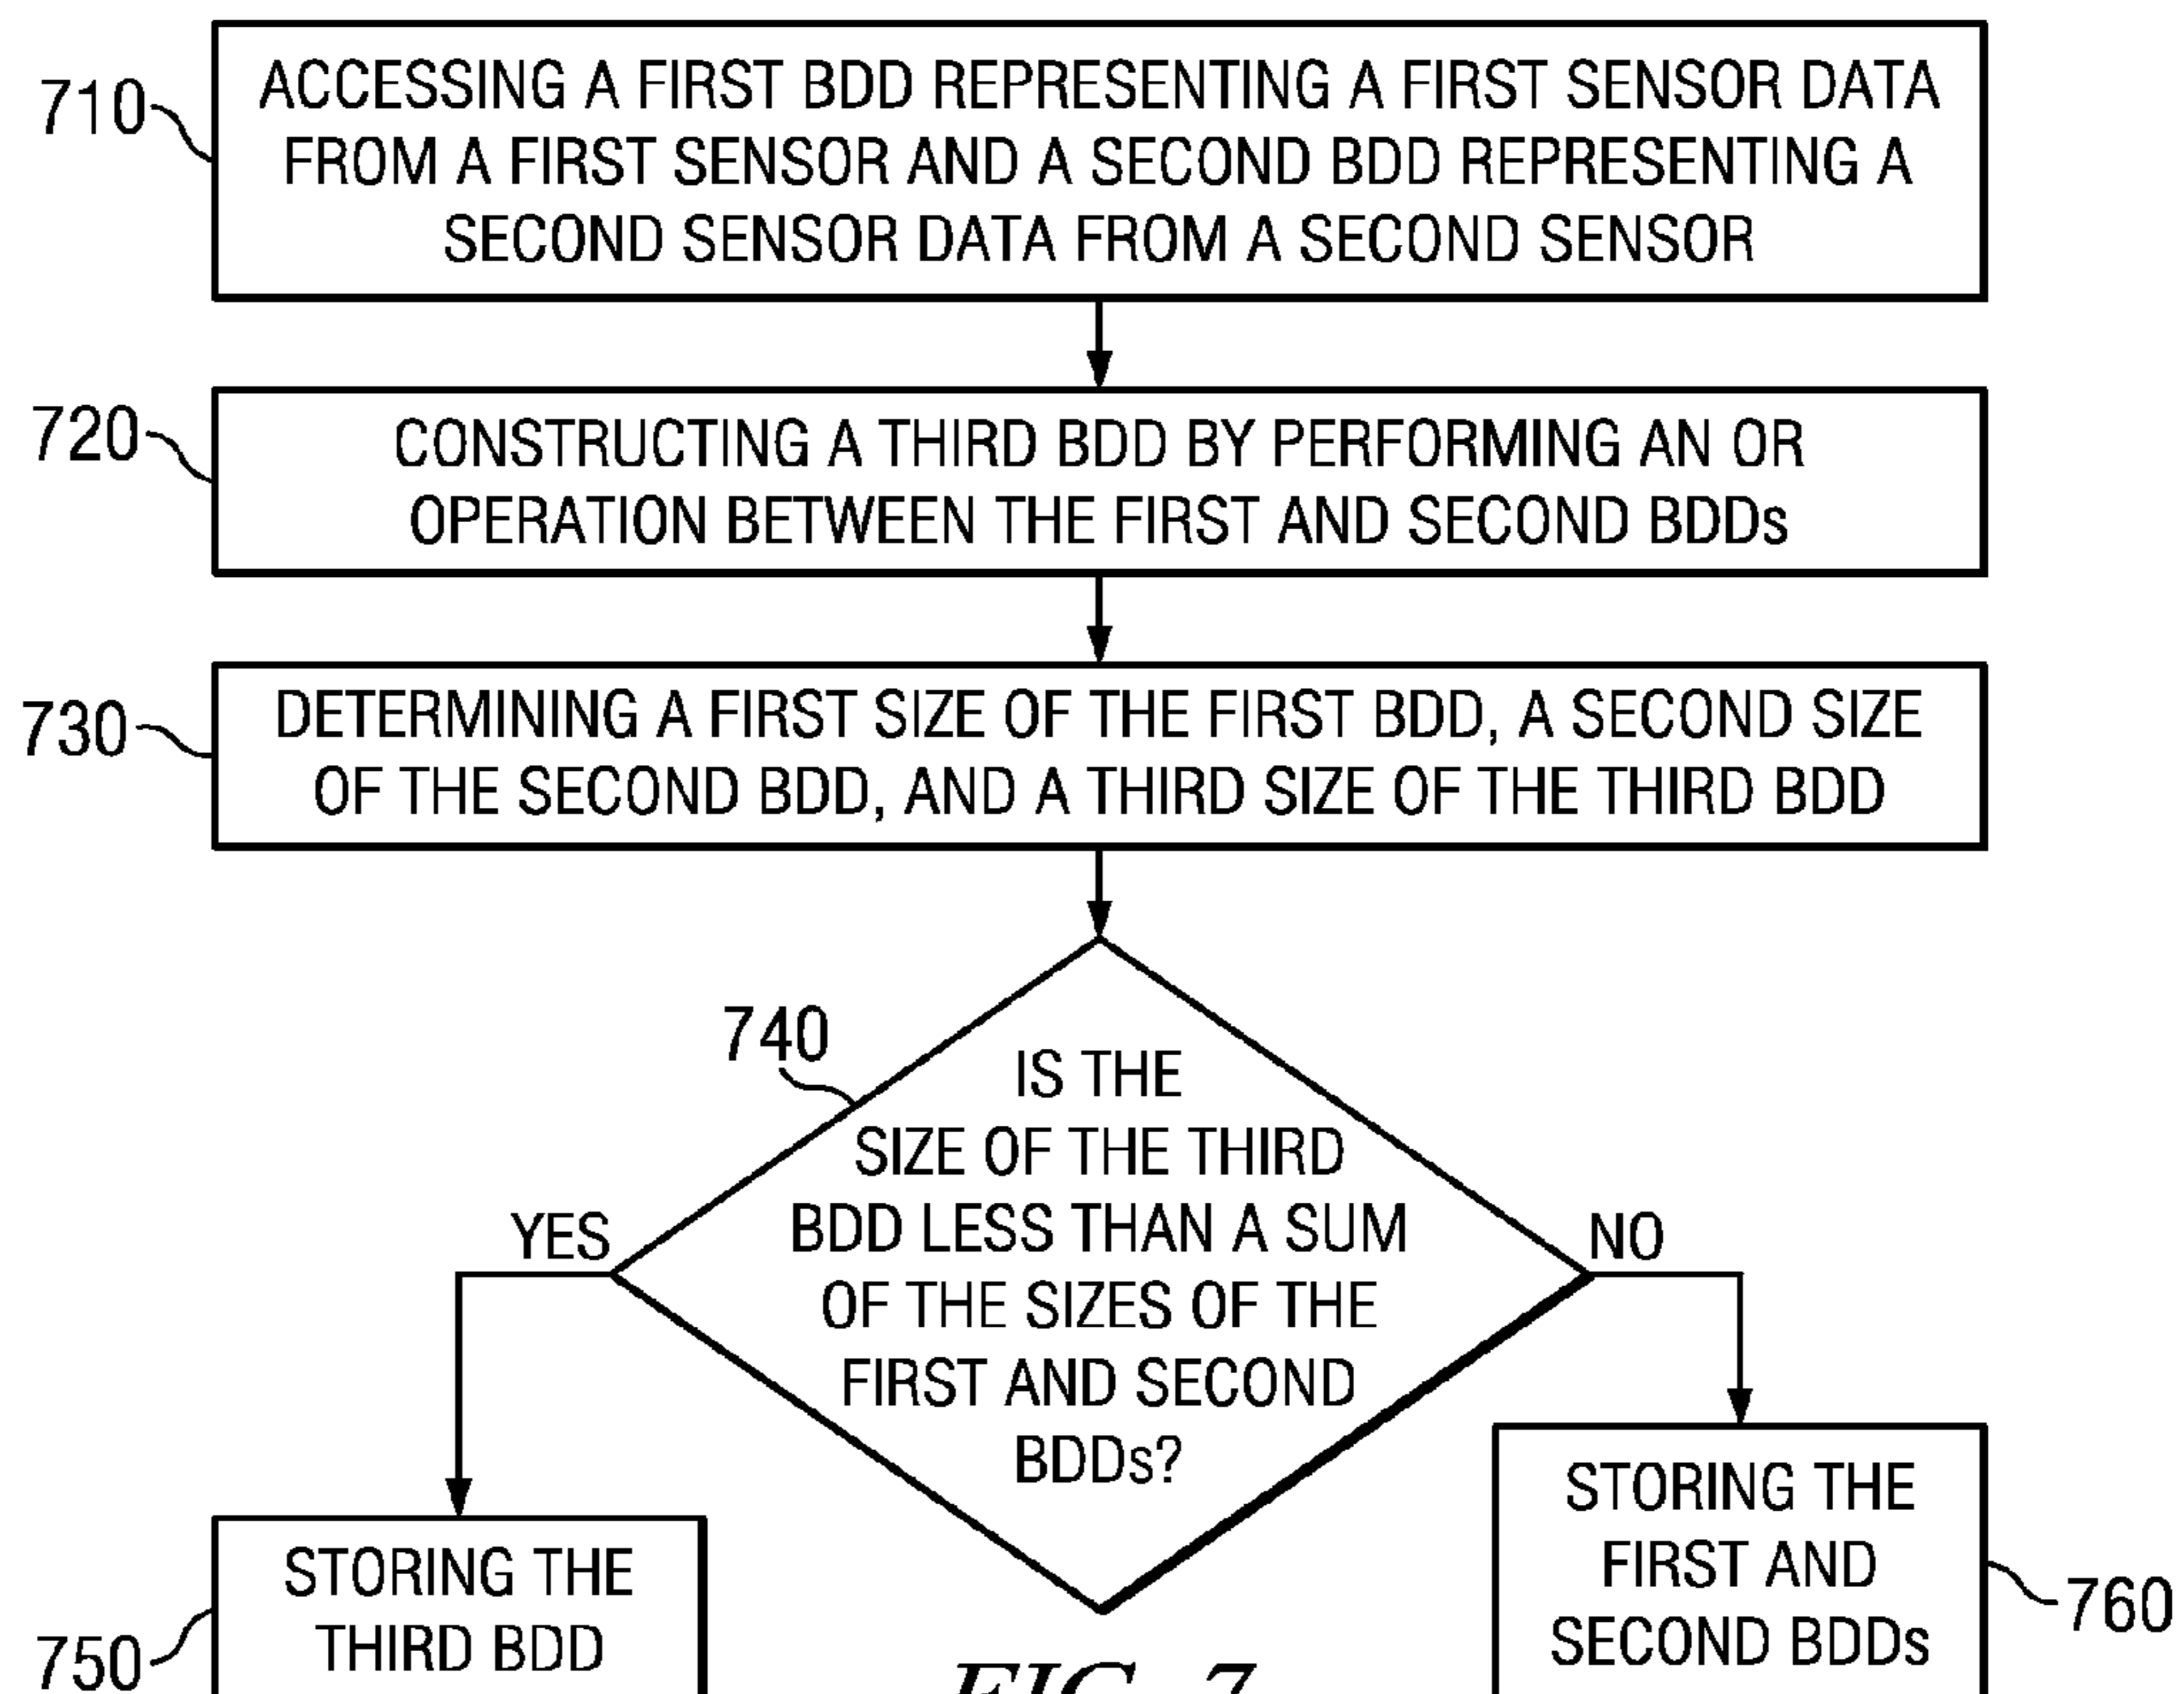 710
ACCESSING A FIRST BDD REPRESENTING A FIRST SENSOR DATA
FROM A FIRST SENSOR AND A SECOND BDD REPRESENTING A
SECOND SENSOR DATA FROM A SECOND SENSOR
720
CONSTRUCTING A THIRD BDD BY PERFORMING AN OR
OPERATION BETWEEN THE FIRST AND SECOND BDDs
730
DETERMINING A FIRST SIZE OF THE FIRST BDD, A SECOND SIZE
OF THE SECOND BDD, AND A THIRD SIZE OF THE THIRD BDD
740
IS THE
SIZE OF THE THIRD
BDD LESS THAN A SUM
OF THE SIZES OF THE
FIRST AND SECOND
BDDs?
YES
NO
STORING THE
THIRD BDD
750
STORING THE
FIRST AND
SECOND BDDs
760
FIG. 7